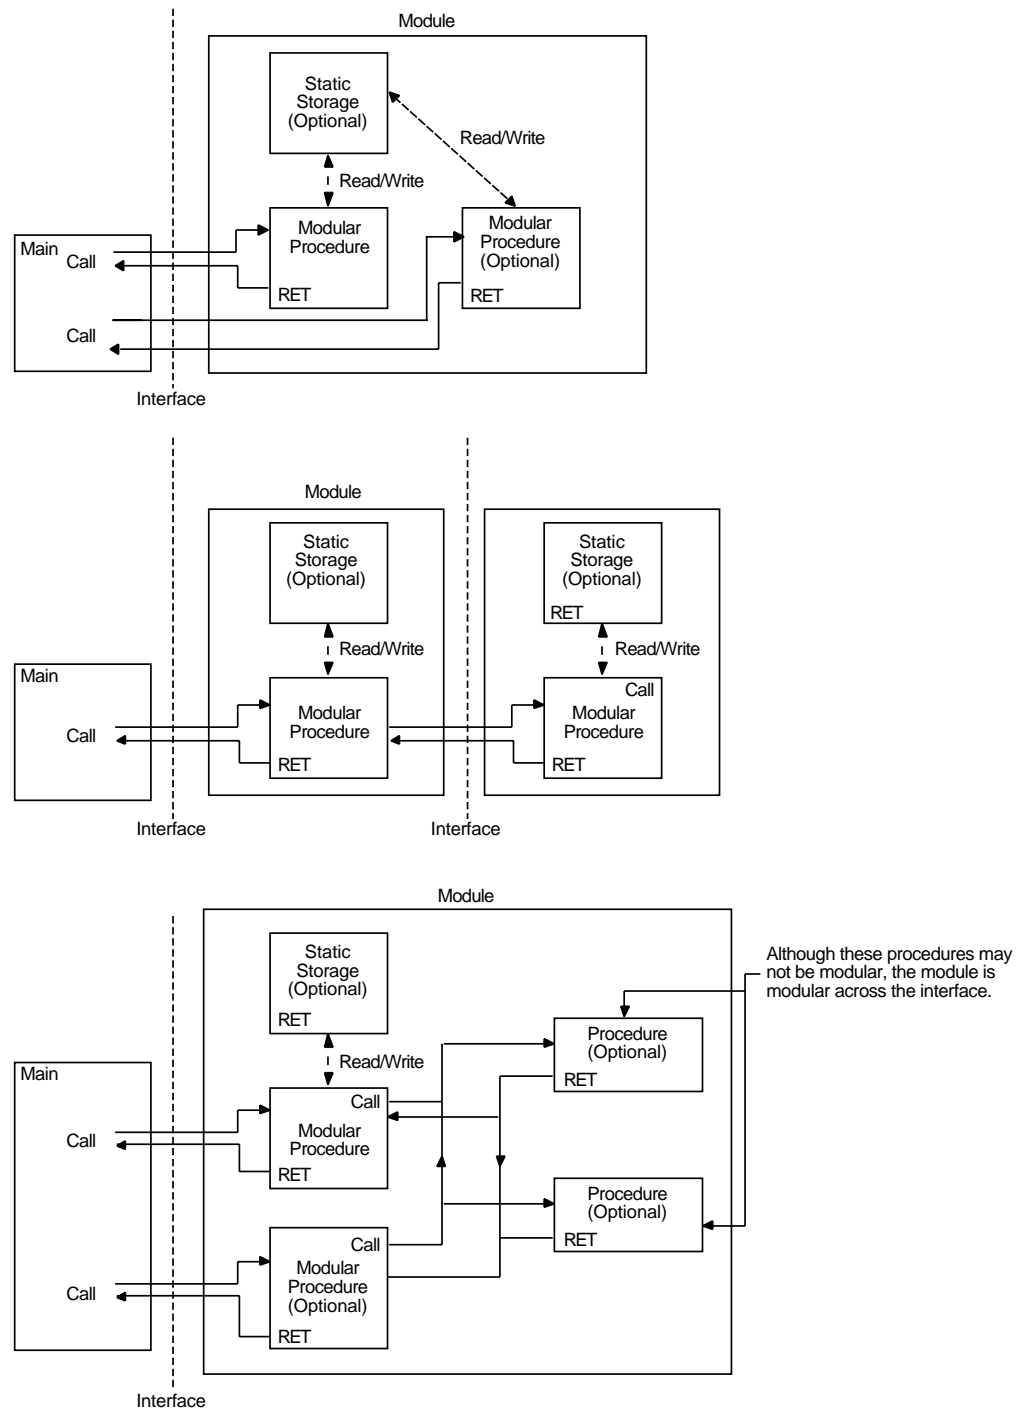 Module
Static
Storage
(Optional)
Read/Write
Read/Write
Modular
Procedure
RET
Modular
Procedure
(Optional)
RET
Main
Call
Call
Interface
Module
Static
Storage
(Optional)
Static
Storage
(Optional)
RET
Read/Write
Read/Write
Main
Call
Modular
Procedure
RET
Call
Modular
Procedure
RET
Interface
Interface
Module
Static
Storage
(Optional)
RET
Although these procedures may
not be modular, the module is
modular across the interface.
Procedure
(Optional)
RET
Read/Write
Main
Call
Call
Modular
Procedure
RET
Procedure
(Optional)
RET
Call
Call
Modular
Procedure
(Optional)
RET
Interface